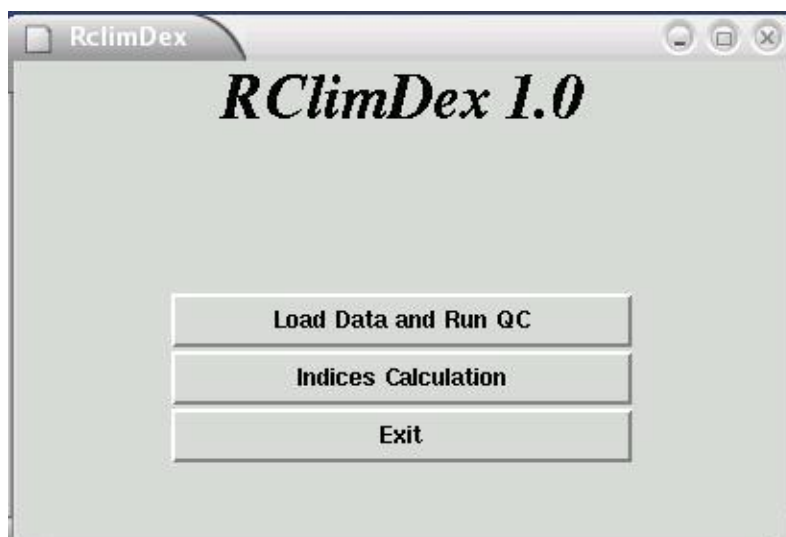 RclimDex
RClimDex 1.0
Load Data and Run QC
Indices Calculation
Exit